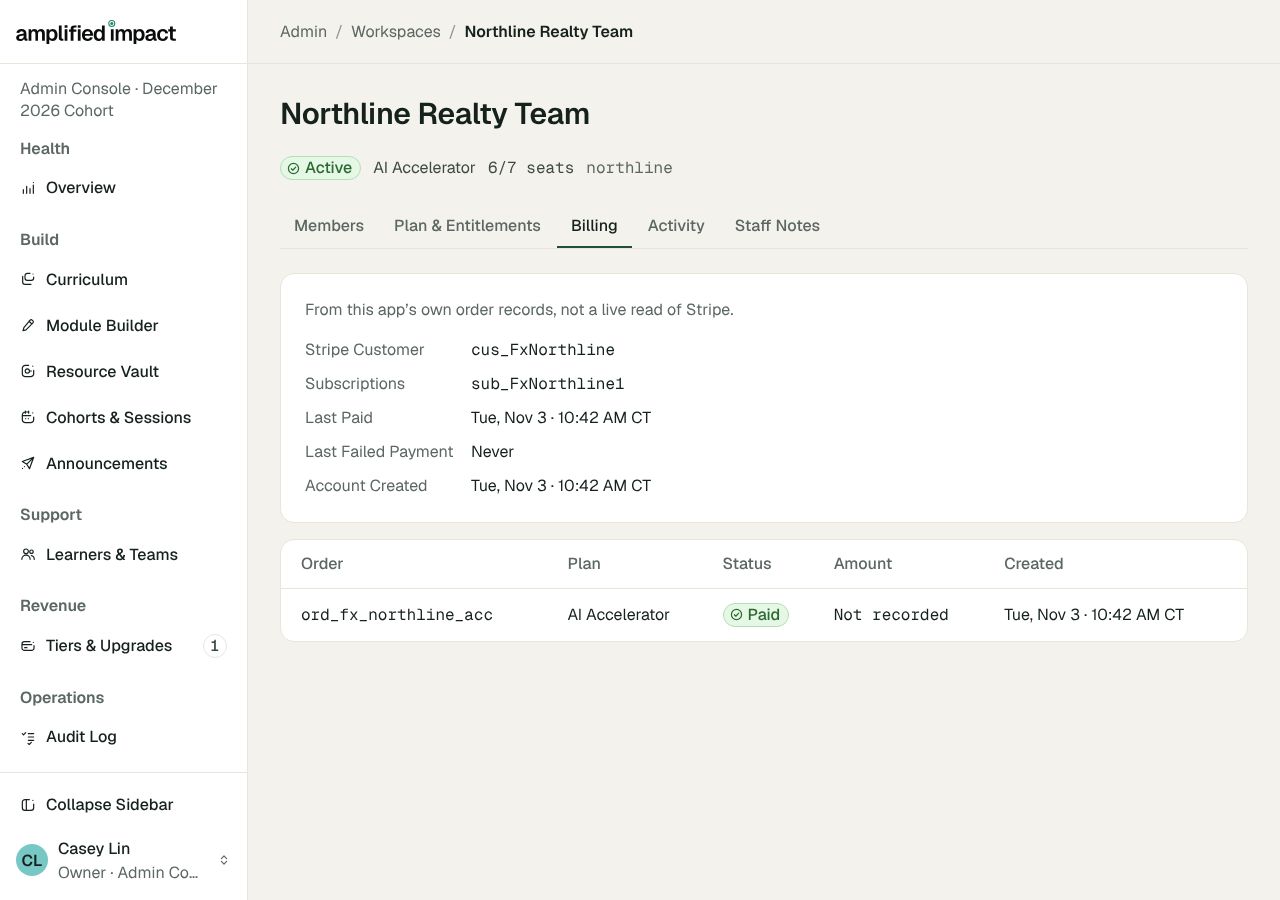 amplified impact
Admin / Workspaces / Northline Realty Team
Admin Console · December
2026 Cohort
Health
Overview
Build
Curriculum
Module Builder
Resource Vault
Cohorts & Sessions
Announcements
Support
Learners & Teams
Revenue
Tiers & Upgrades 1
Operations
Audit Log
Collapse Sidebar
CL
Casey Lin
Owner · Admin Co…
Northline Realty Team
Active AI Accelerator 6/7 seats northline
Members Plan & Entitlements Billing Activity Staff Notes
From this app’s own order records, not a live read of Stripe.
Stripe Customer cus_FxNorthline
Subscriptions sub_FxNorthline1
Last Paid Tue, Nov 3 · 10:42 AM CT
Last Failed Payment Never
Account Created Tue, Nov 3 · 10:42 AM CT
Order Plan Status Amount Created
ord_fx_northline_acc AI Accelerator Paid Not recorded Tue, Nov 3 · 10:42 AM CT